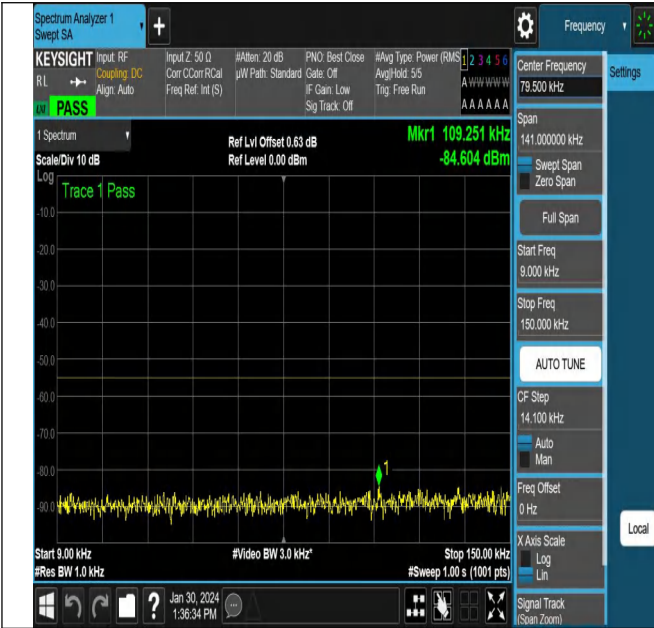 Spectrum Analyzer 1
Swept SA
Frequency
KEYSIGHT
RL
PASS
Input: RF
Coupling: DC
Align: Auto
Input Z: 50 Ω
Corr CCorr RCal
Freq Ref: Int (S)
#Atten: 20 dB
µW Path: Standard
PNO: Best Close
Gate: Off
IF Gain: Low
Sig Track: Off
#Avg Type: Power (RMS
Avg|Hold: 5/5
Trig: Free Run
1 2 3 4 5 6
A W W W W W
A A A A A A
1 Spectrum
Scale/Div 10 dB
Ref Lvl Offset 0.63 dB
Ref Level 0.00 dBm
Mkr1 109.251 kHz
-84.604 dBm
Log
Trace 1 Pass
-10.0
-20.0
-30.0
-40.0
-50.0
-60.0
-70.0
-80.0
-90.0
1
Start 9.00 kHz
#Res BW 1.0 kHz
#Video BW 3.0 kHz*
Stop 150.00 kHz
#Sweep 1.00 s (1001 pts)
Jan 30, 2024
1:36:34 PM
?
Center Frequency
79.500 kHz
Settings
Span
141.000000 kHz
Swept Span
Zero Span
Full Span
Start Freq
9.000 kHz
Stop Freq
150.000 kHz
AUTO TUNE
CF Step
14.100 kHz
Auto
Man
Freq Offset
0 Hz
Local
X Axis Scale
Log
Lin
Signal Track
(Span Zoom)